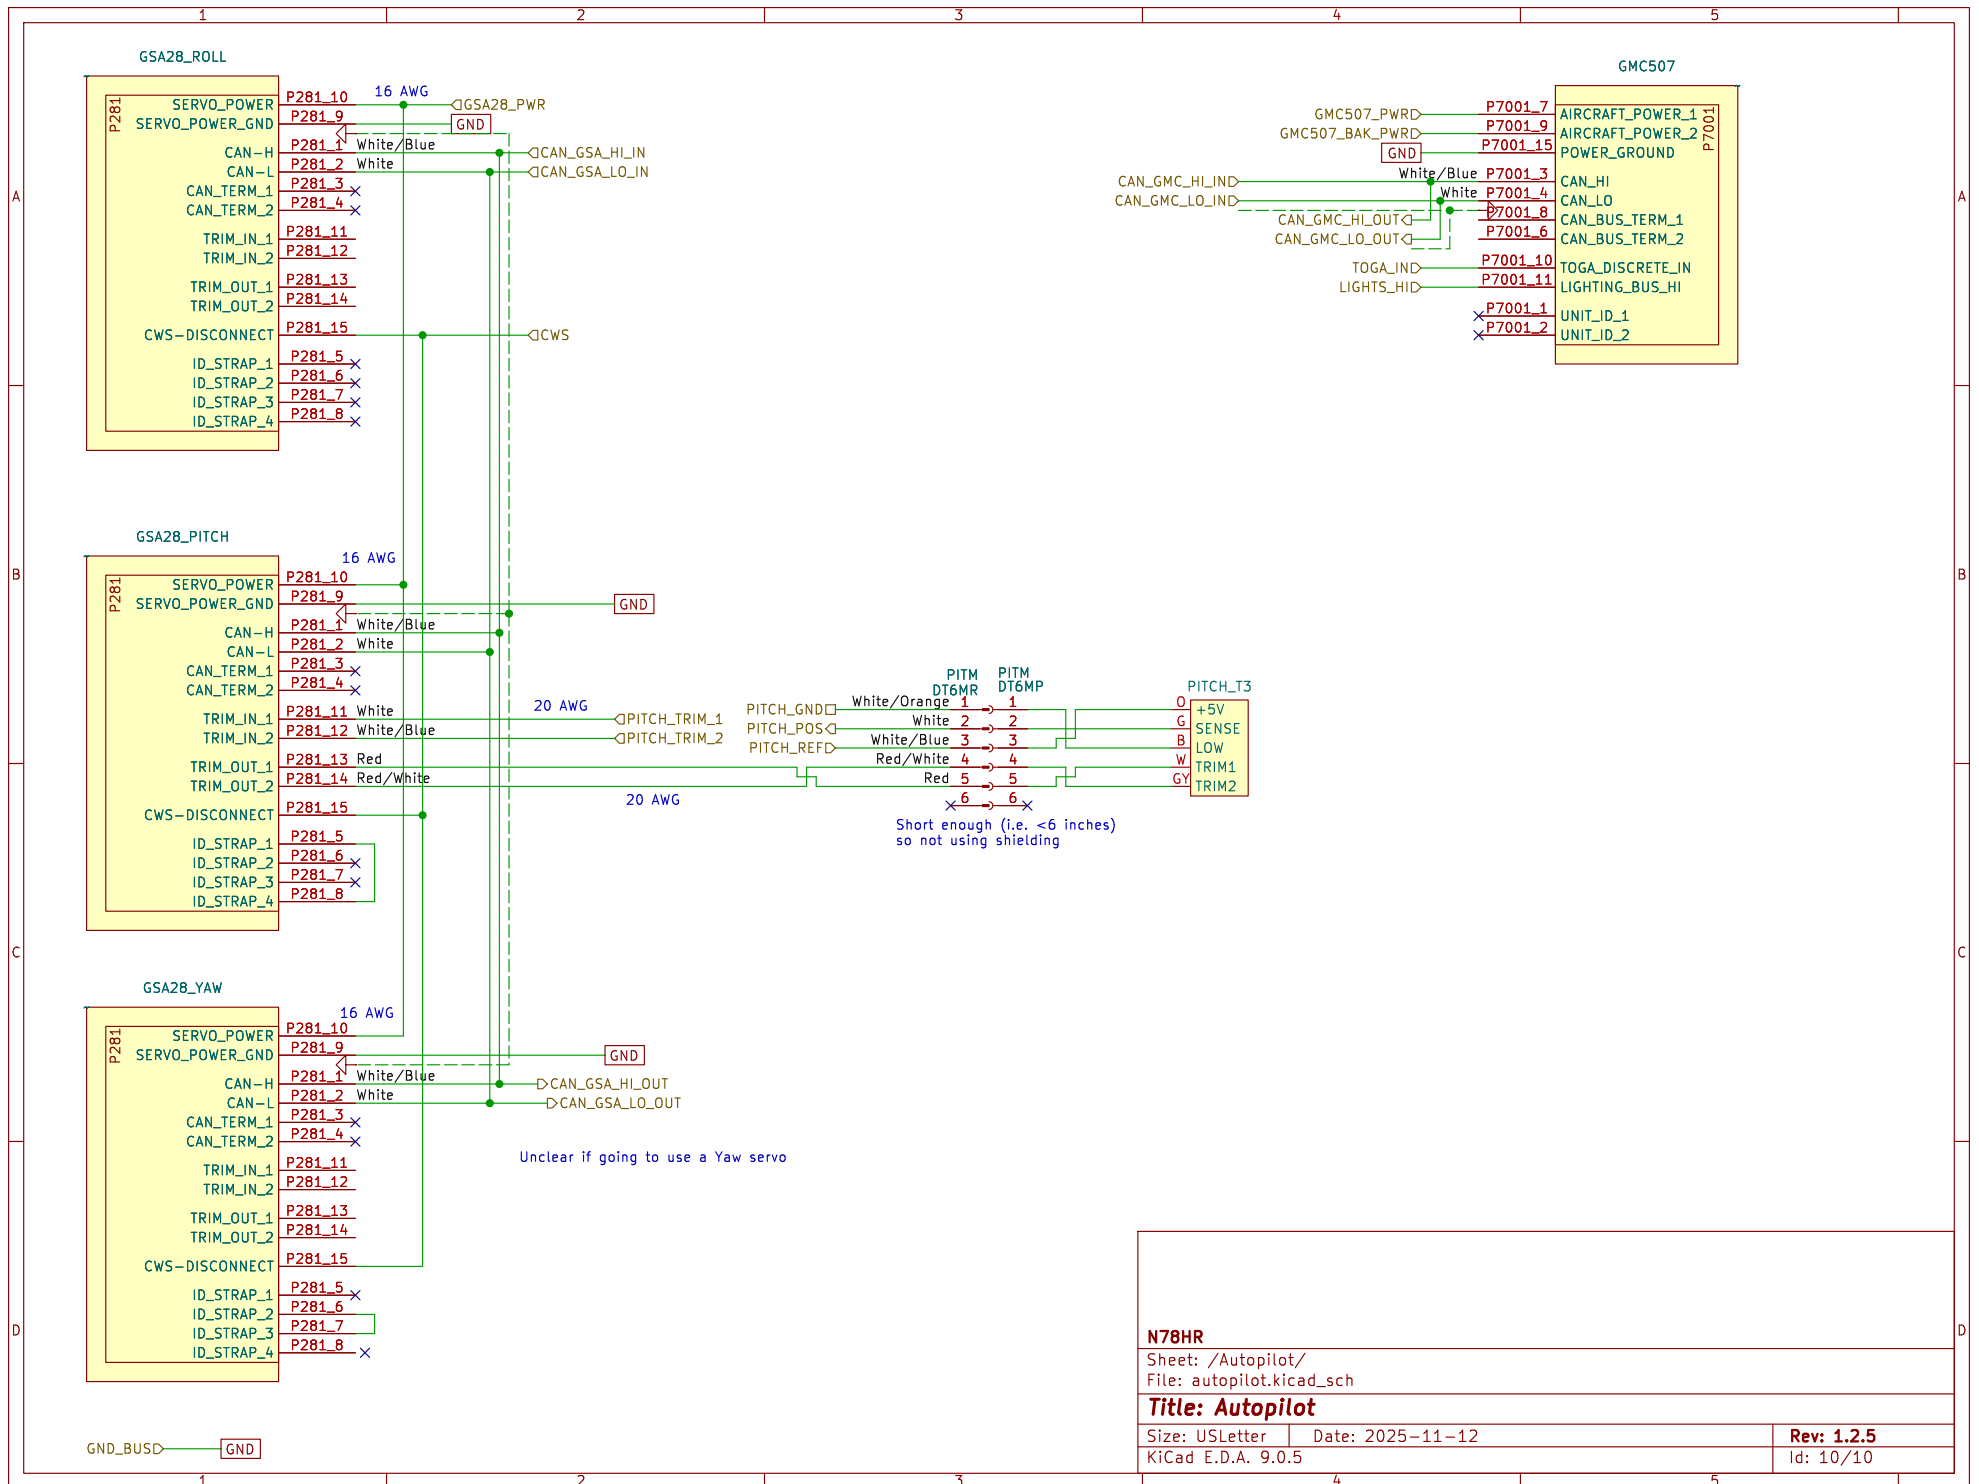 1 2 3 4 5
A
B
C
D
A
B
C
D
GSA28_ROLL
P281
SERVO_POWER P281_10
SERVO_POWER_GND P281_9
CAN-H P281_1 White/Blue
CAN-L P281_2 White
CAN_TERM_1 P281_3
CAN_TERM_2 P281_4
TRIM_IN_1 P281_11
TRIM_IN_2 P281_12
TRIM_OUT_1 P281_13
TRIM_OUT_2 P281_14
CWS-DISCONNECT P281_15
ID_STRAP_1 P281_5
ID_STRAP_2 P281_6
ID_STRAP_3 P281_7
ID_STRAP_4 P281_8
16 AWG
GSA28_PWR
GND
CAN_GSA_HI_IN
CAN_GSA_LO_IN
CWS
GMC507
P7001
GMC507_PWR P7001_7 AIRCRAFT_POWER_1
GMC507_BAK_PWR P7001_9 AIRCRAFT_POWER_2
GND P7001_15 POWER_GROUND
CAN_GMC_HI_IN White/Blue P7001_3 CAN_HI
CAN_GMC_LO_IN White P7001_4 CAN_LO
CAN_GMC_HI_OUT P7001_8 CAN_BUS_TERM_1
CAN_GMC_LO_OUT P7001_6 CAN_BUS_TERM_2
TOGA_IN P7001_10 TOGA_DISCRETE_IN
LIGHTS_HI P7001_11 LIGHTING_BUS_HI
P7001_1 UNIT_ID_1
P7001_2 UNIT_ID_2
GSA28_PITCH
P281
16 AWG
SERVO_POWER P281_10
SERVO_POWER_GND P281_9 GND
CAN-H P281_1 White/Blue
CAN-L P281_2 White
CAN_TERM_1 P281_3
CAN_TERM_2 P281_4
TRIM_IN_1 P281_11 White PITCH_TRIM_1
TRIM_IN_2 P281_12 White/Blue PITCH_TRIM_2
TRIM_OUT_1 P281_13 Red
TRIM_OUT_2 P281_14 Red/White
CWS-DISCONNECT P281_15
ID_STRAP_1 P281_5
ID_STRAP_2 P281_6
ID_STRAP_3 P281_7
ID_STRAP_4 P281_8
20 AWG
20 AWG
PITM PITM
DT6MR DT6MP
PITCH_T3
PITCH_GND White/Orange 1 1 O +5V
PITCH_POS White 2 2 G SENSE
PITCH_REF White/Blue 3 3 B LOW
Red/White 4 4 W TRIM1
Red 5 5 GY TRIM2
6 6
Short enough (i.e. <6 inches)
so not using shielding
GSA28_YAW
P281
16 AWG
SERVO_POWER P281_10
SERVO_POWER_GND P281_9 GND
CAN-H P281_1 White/Blue CAN_GSA_HI_OUT
CAN-L P281_2 White CAN_GSA_LO_OUT
CAN_TERM_1 P281_3
CAN_TERM_2 P281_4
TRIM_IN_1 P281_11
TRIM_IN_2 P281_12
TRIM_OUT_1 P281_13
TRIM_OUT_2 P281_14
CWS-DISCONNECT P281_15
ID_STRAP_1 P281_5
ID_STRAP_2 P281_6
ID_STRAP_3 P281_7
ID_STRAP_4 P281_8
Unclear if going to use a Yaw servo
GND_BUS GND
N78HR
Sheet: /Autopilot/
File: autopilot.kicad_sch
Title: Autopilot
Size: USLetter Date: 2025-11-12 Rev: 1.2.5
KiCad E.D.A. 9.0.5 Id: 10/10
1 2 3 4 5